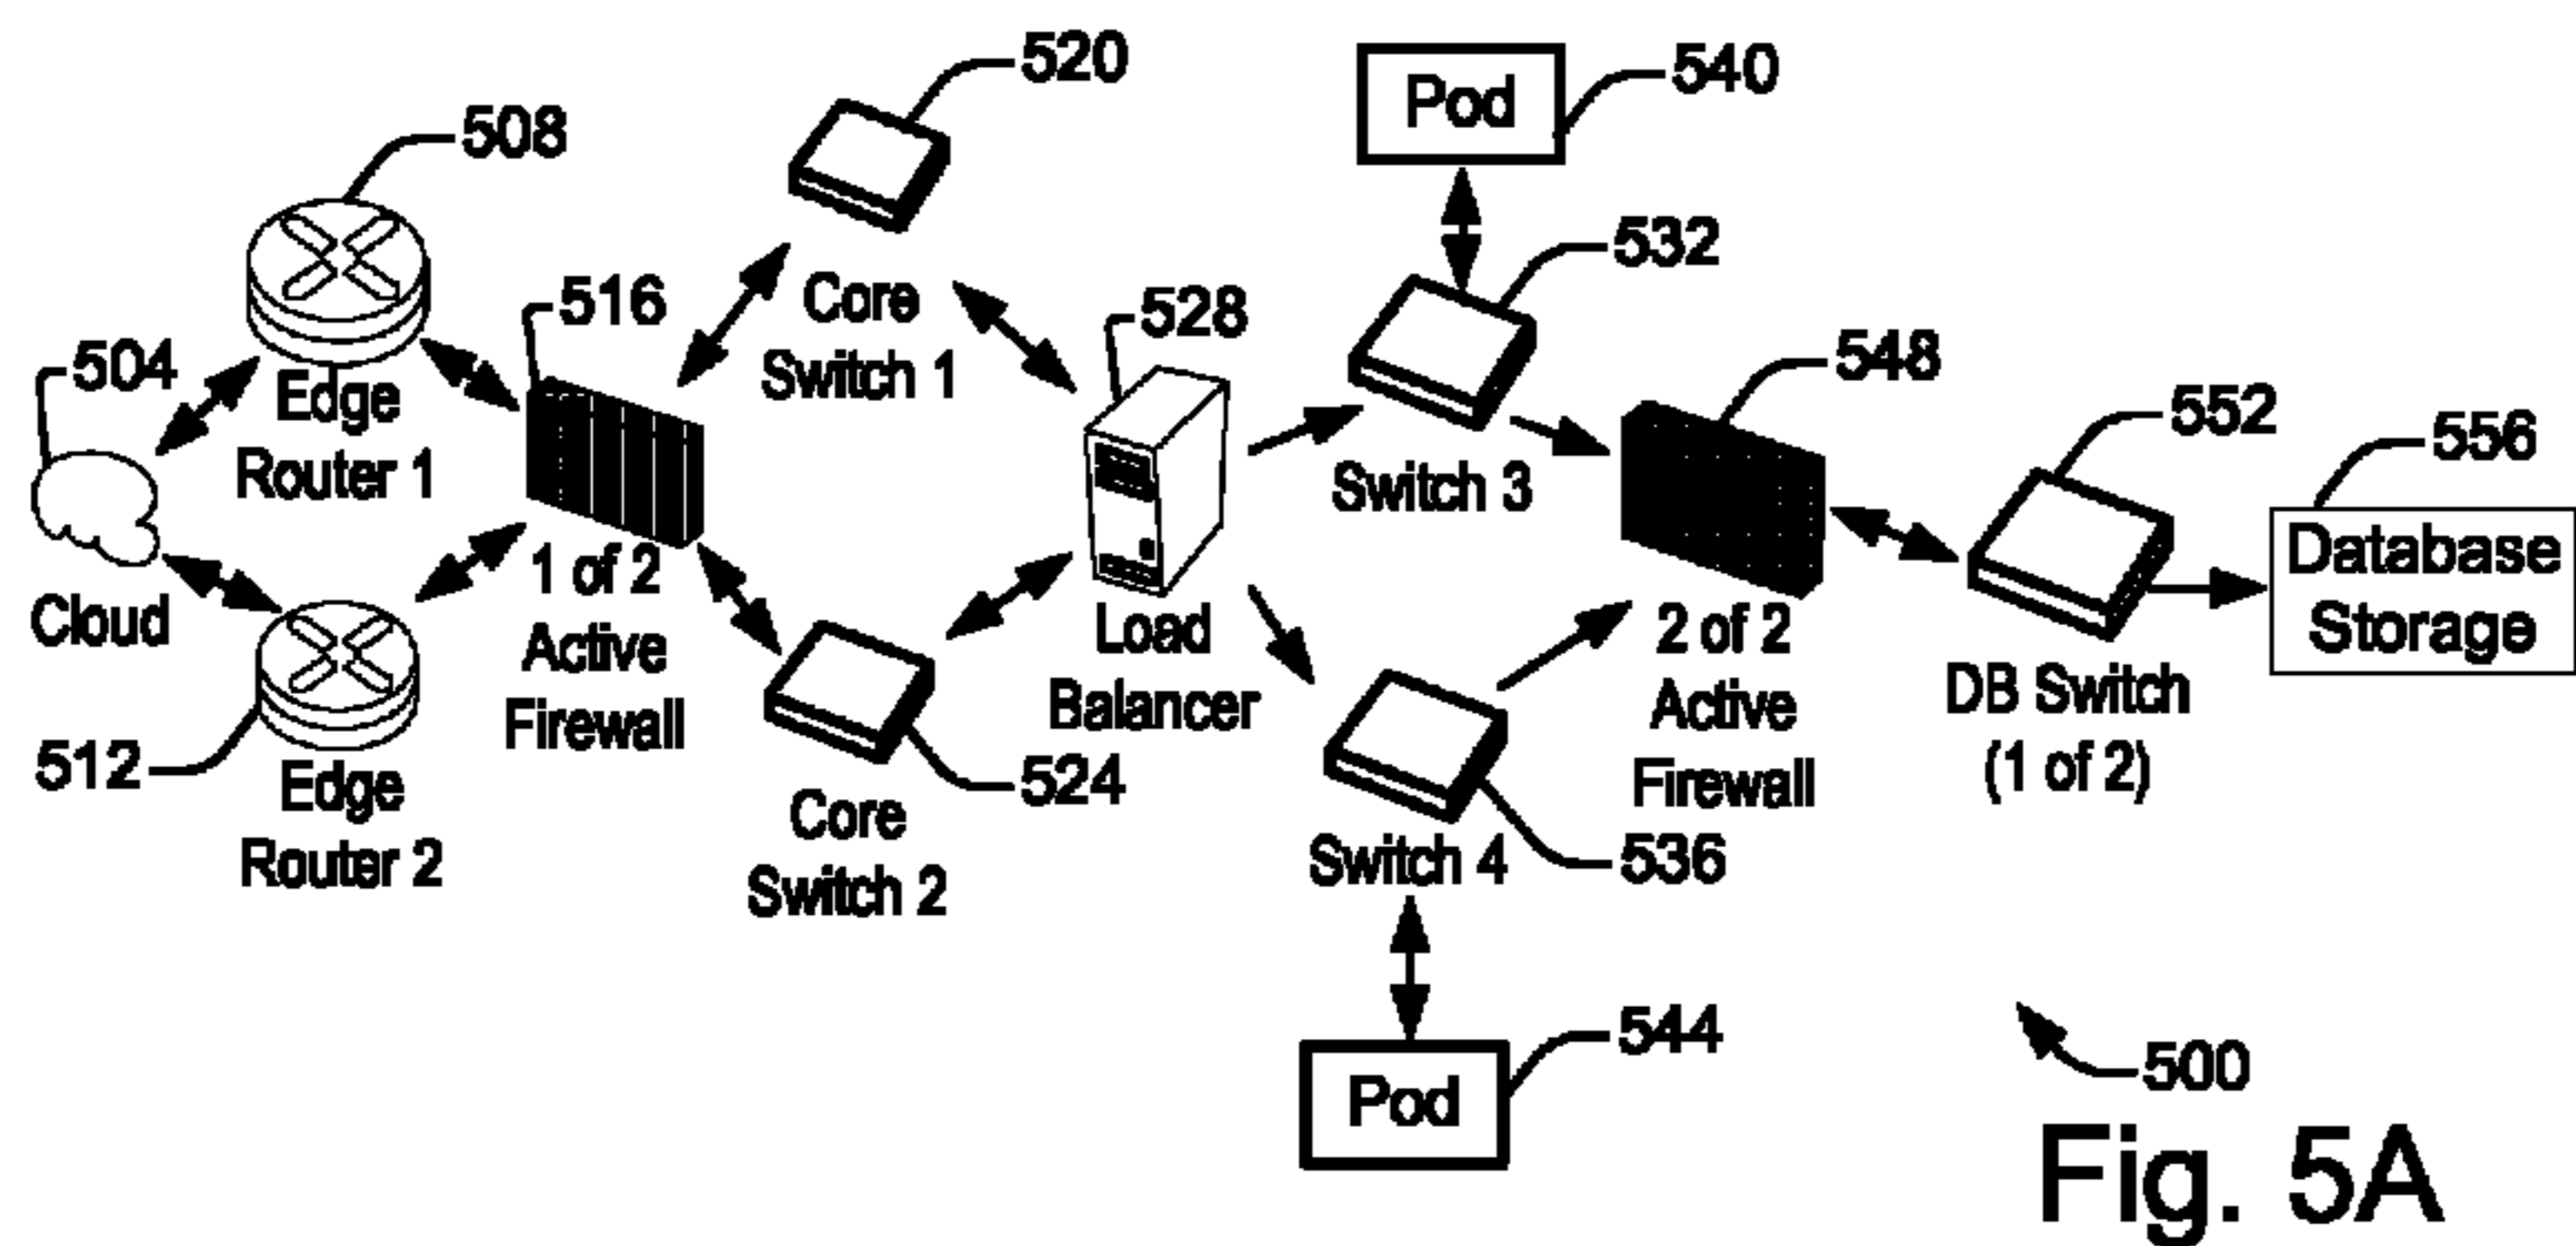 520
540
Pod
508
532
Core
Switch 1
516
528
548
504
Edge
Router 1
552
556
Switch 3
Database
Storage
1 of 2
Active
Firewall
Cloud
Load
Balancer
2 of 2
Active
Firewall
DB Switch
(1 of 2)
512
Edge
Router 2
524
Core
Switch 2
Switch 4
536
544
Pod
500
Fig. 5A